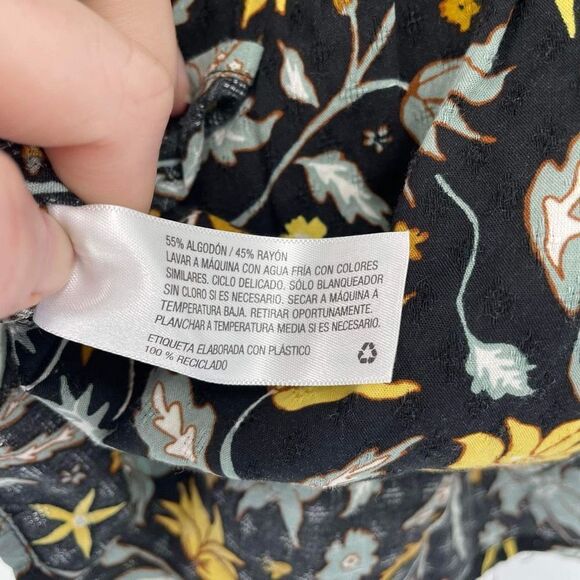 55% ALGODÓN / 45% RAYÓN
LAVAR A MÁQUINA CON AGUA FRÍA CON COLORES
SIMILARES. CICLO DELICADO. SÓLO BLANQUEADOR
SIN CLORO SI ES NECESARIO. SECAR A MÁQUINA Á
TEMPERATURA BAJA. RETIRAR OPORTUNAMENTE.
PLANCHAR Á TEMPERATURA MEDIA SI ES NECESARIO.
ETIQUETA ELABORADA CON PLÁSTICO
100 % RECICLADO